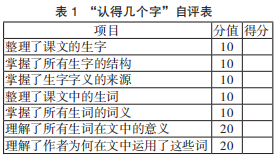 表1 “认得几个字”自评表
项目 分值 得分
整理了课文的生字 10
掌握了所有生字的结构 10
掌握了生字字义的来源 10
整理了课文中的生词 10
掌握了所有生词的词义 10
理解了所有生词在文中的意义 20
理解了作者为何在文中运用了这些词 20